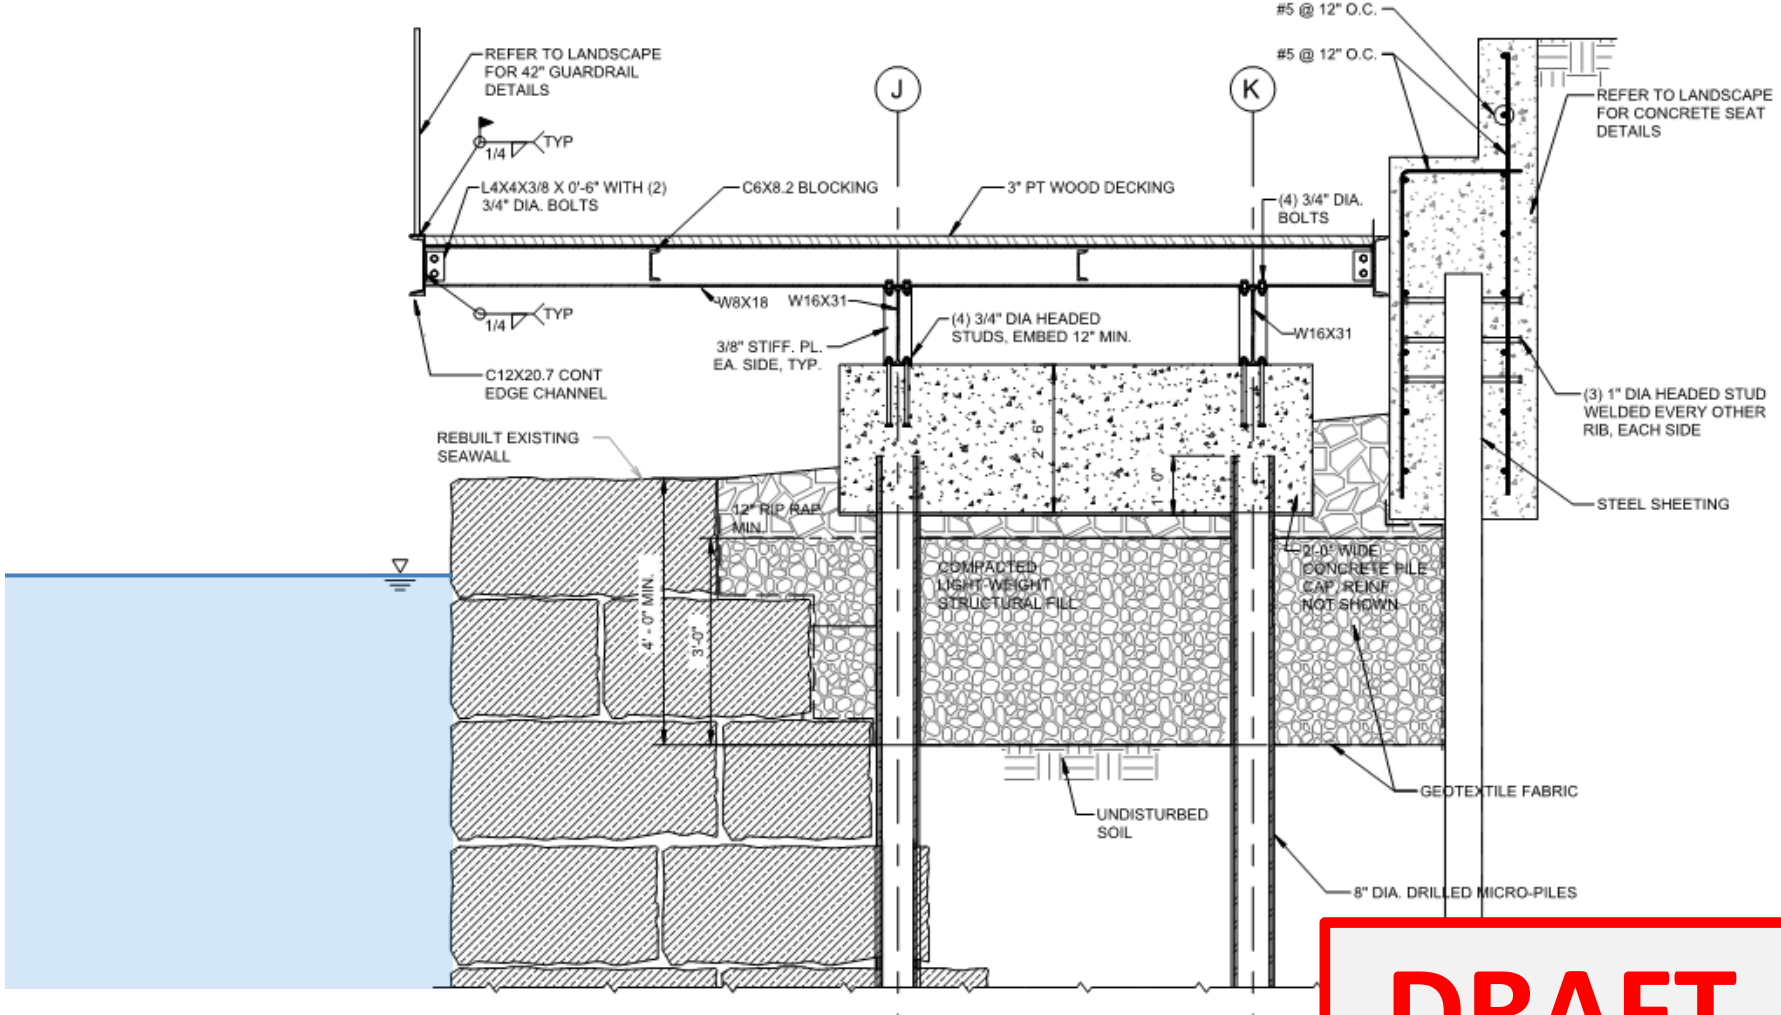 #5 @ 12" O.C.
#5 @ 12" O.C.
REFER TO LANDSCAPE
FOR 42" GUARDRAIL
DETAILS
J
K
REFER TO LANDSCAPE
FOR CONCRETE SEAT
DETAILS
1/4
TYP
L4X4X3/8 X 0'-6" WITH (2)
3/4" DIA. BOLTS
C6X8.2 BLOCKING
3" PT WOOD DECKING
(4) 3/4" DIA.
BOLTS
1/4
TYP
W8X18
W16X31
3/8" STIFF. PL.
EA. SIDE, TYP.
(4) 3/4" DIA HEADED
STUDS, EMBED 12" MIN.
W16X31
C12X20.7 CONT
EDGE CHANNEL
(3) 1" DIA HEADED STUD
WELDED EVERY OTHER
RIB, EACH SIDE
REBUILT EXISTING
SEAWALL
2' 6"
1' 0"
STEEL SHEETING
12" RIP RAP
MIN.
2'-0" WIDE
CONCRETE PILE
CAP, REINF.
NOT SHOWN
COMPACTED
LIGHT-WEIGHT
STRUCTURAL FILL
4' - 0" MIN.
3'-0"
GEOTEXTILE FABRIC
UNDISTURBED
SOIL
8" DIA. DRILLED MICRO-PILES
DRAFT